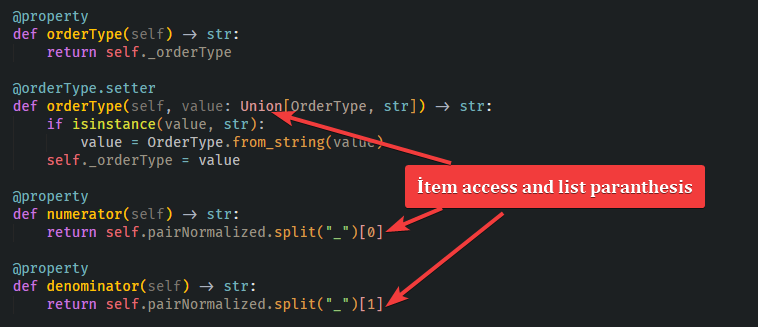 @property
def orderType(self) → str:
    return self._orderType
@orderType.setter
def orderType(self, value: Union[OrderType, str]) → str:
    if isinstance(value, str):
        value = OrderType.from_string(value)
    self._orderType = value
İtem access and list paranthesis
@property
def numerator(self) → str:
    return self.pairNormalized.split("_")[0]
@property
def denominator(self) → str:
    return self.pairNormalized.split("_")[1]